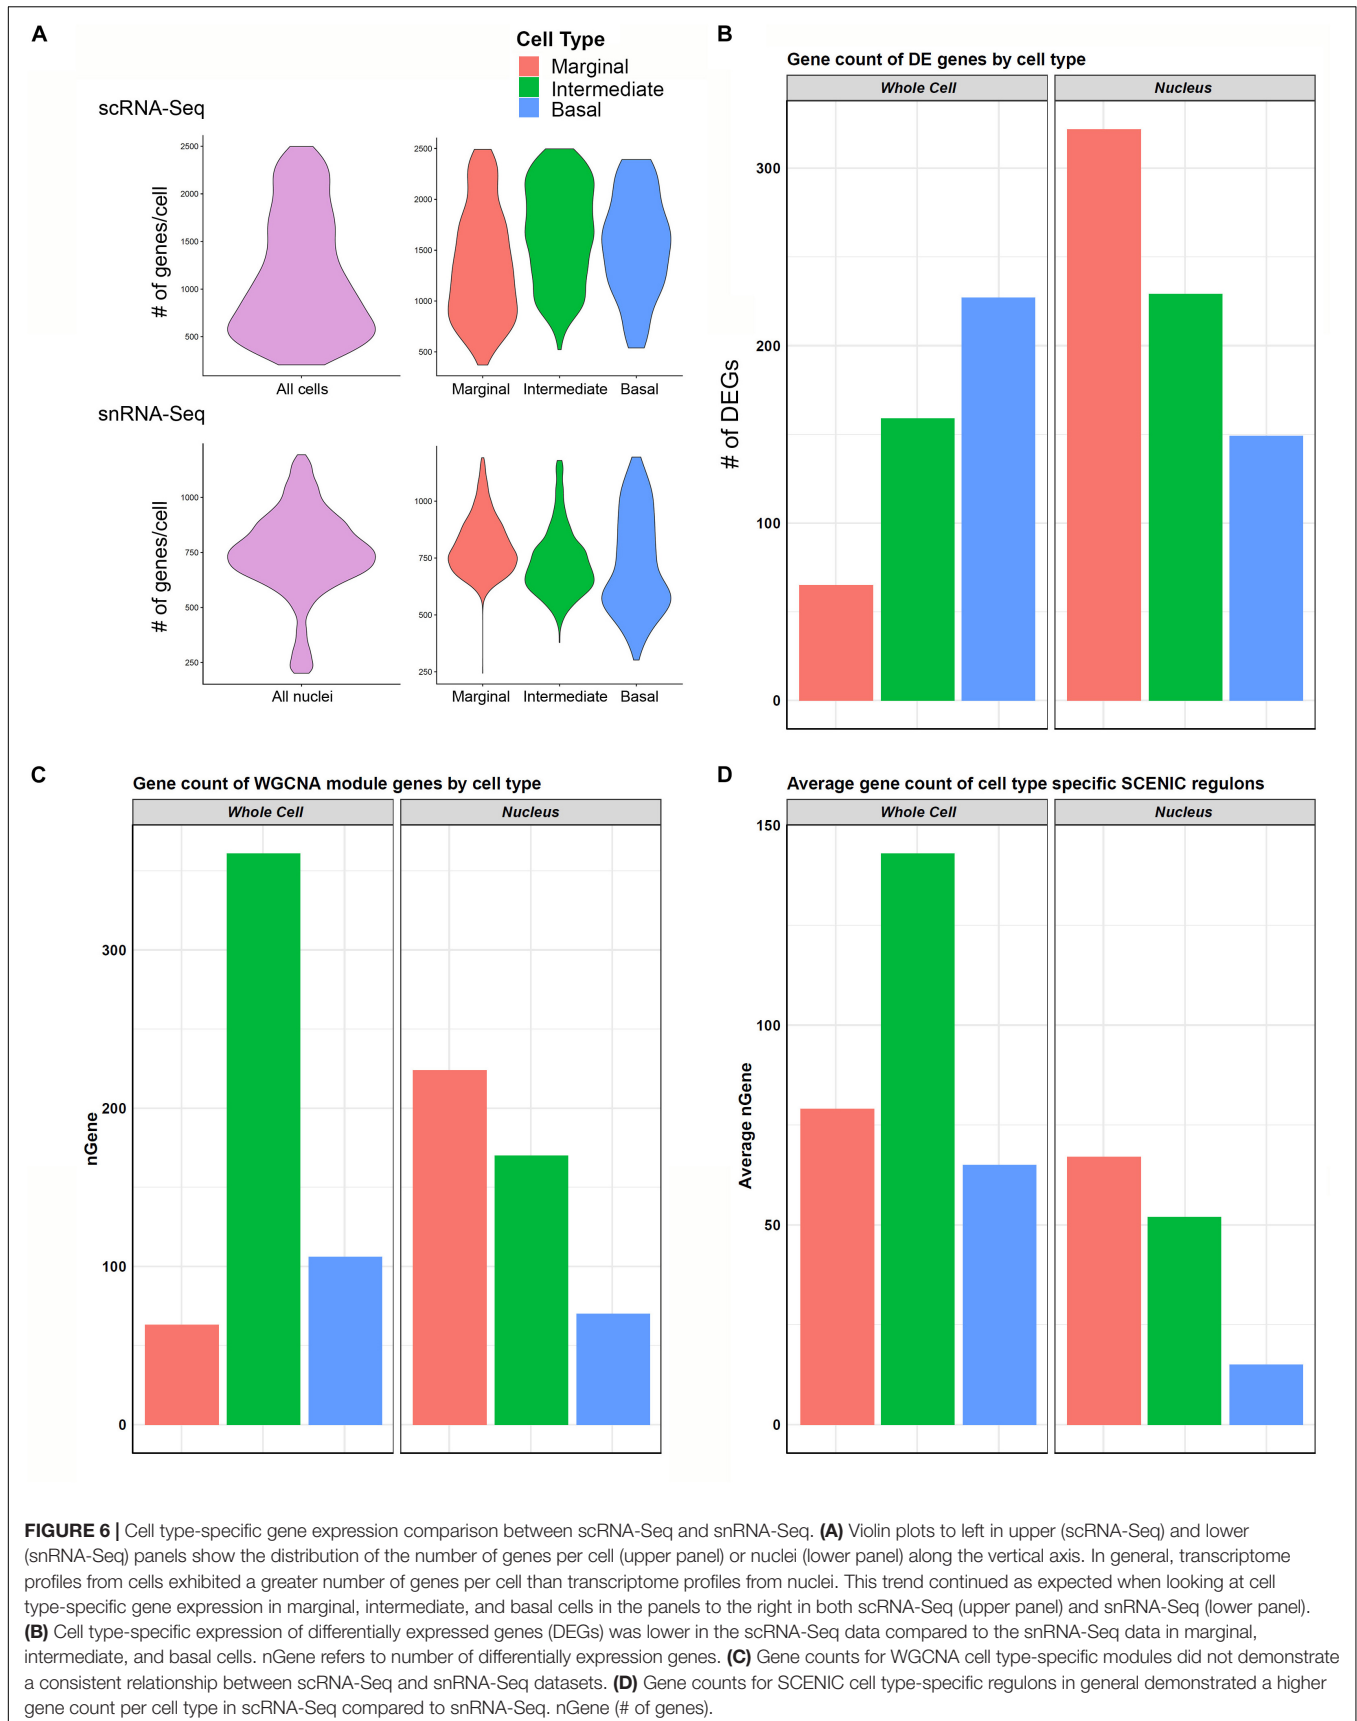 A
Cell Type
Marginal
Intermediate
Basal
scRNA-Seq
# of genes/cell
2500
2000
1500
1000
500
All cells
2500
2000
1500
1000
500
Marginal Intermediate Basal
snRNA-Seq
# of genes/cell
1000
750
500
250
All nuclei
1000
750
500
250
Marginal Intermediate Basal
B
Gene count of DE genes by cell type
Whole Cell Nucleus
# of DEGs
300
200
100
0
C
Gene count of WGCNA module genes by cell type
Whole Cell Nucleus
nGene
300
200
100
0
D
Average gene count of cell type specific SCENIC regulons
Whole Cell Nucleus
Average nGene
150
100
50
0
FIGURE 6 | Cell type-specific gene expression comparison between scRNA-Seq and snRNA-Seq. (A) Violin plots to left in upper (scRNA-Seq) and lower
(snRNA-Seq) panels show the distribution of the number of genes per cell (upper panel) or nuclei (lower panel) along the vertical axis. In general, transcriptome
profiles from cells exhibited a greater number of genes per cell than transcriptome profiles from nuclei. This trend continued as expected when looking at cell
type-specific gene expression in marginal, intermediate, and basal cells in the panels to the right in both scRNA-Seq (upper panel) and snRNA-Seq (lower panel).
(B) Cell type-specific expression of differentially expressed genes (DEGs) was lower in the scRNA-Seq data compared to the snRNA-Seq data in marginal,
intermediate, and basal cells. nGene refers to number of differentially expression genes. (C) Gene counts for WGCNA cell type-specific modules did not demonstrate
a consistent relationship between scRNA-Seq and snRNA-Seq datasets. (D) Gene counts for SCENIC cell type-specific regulons in general demonstrated a higher
gene count per cell type in scRNA-Seq compared to snRNA-Seq. nGene (# of genes).